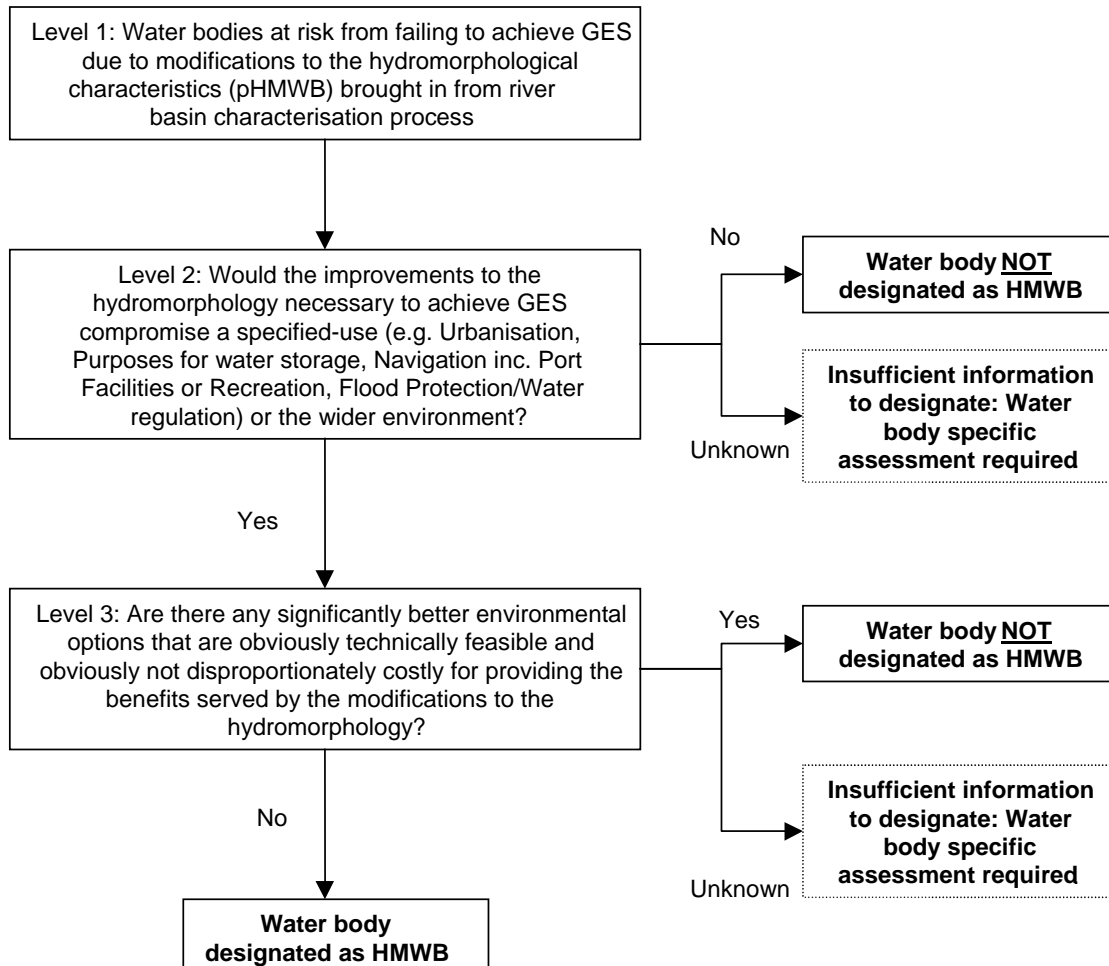 Level 1: Water bodies at risk from failing to achieve GES
due to modifications to the hydromorphological
characteristics (pHMWB) brought in from river
basin characterisation process
No
Water body NOT
designated as HMWB
Level 2: Would the improvements to the
hydromorphology necessary to achieve GES
compromise a specified-use (e.g. Urbanisation,
Purposes for water storage, Navigation inc. Port
Facilities or Recreation, Flood Protection/Water
regulation) or the wider environment?
Insufficient information
to designate: Water
body specific
assessment required
Unknown
Yes
Level 3: Are there any significantly better environmental
options that are obviously technically feasible and
obviously not disproportionately costly for providing the
benefits served by the modifications to the
hydromorphology?
Yes
Water body NOT
designated as HMWB
Insufficient information
to designate: Water
body specific
assessment required
Unknown
No
Water body
designated as HMWB